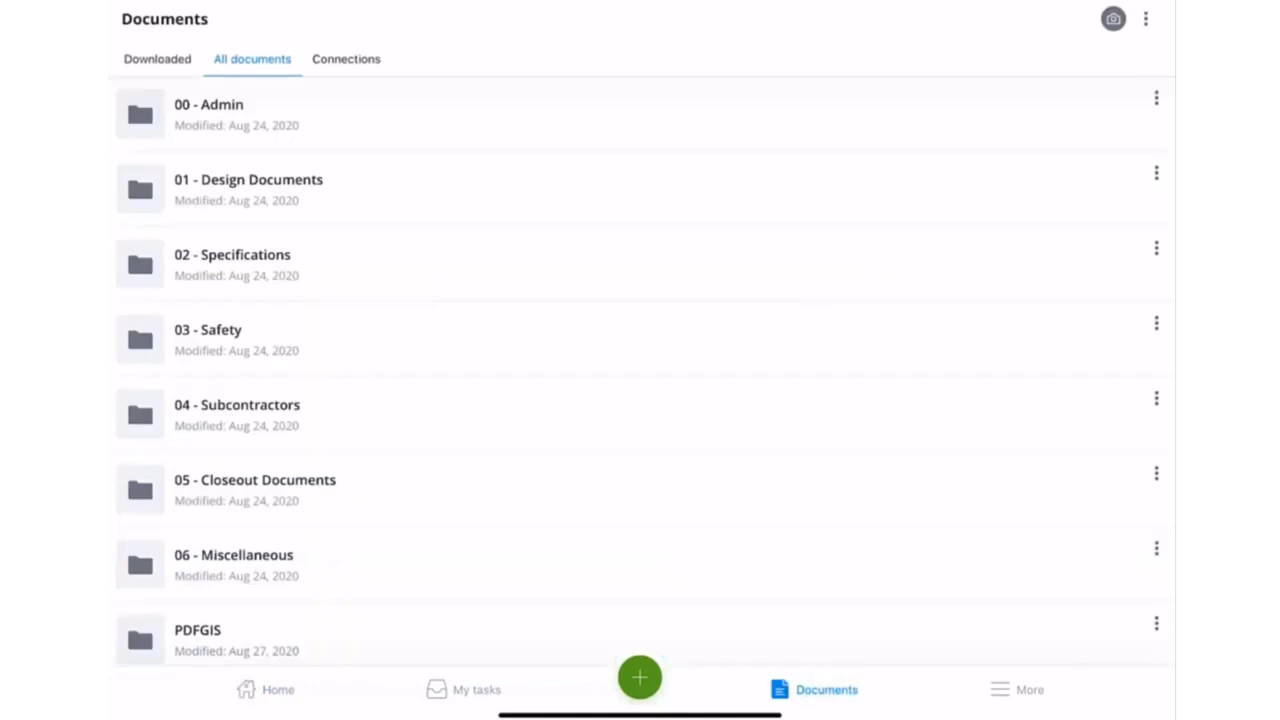 Documents
Downloaded
All documents
Connections
00 - Admin
Modified: Aug 24, 2020
01 - Design Documents
Modified: Aug 24, 2020
02 - Specifications
Modified: Aug 24, 2020
03 - Safety
Modified: Aug 24, 2020
04 - Subcontractors
Modified: Aug 24, 2020
05 - Closeout Documents
Modified: Aug 24, 2020
06 - Miscellaneous
Modified: Aug 24, 2020
PDFGIS
Modified: Aug 27, 2020
Home
My tasks
Documents
More